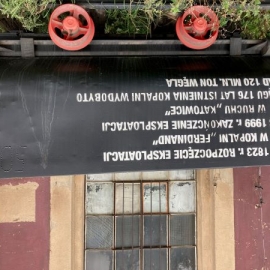 1823 r. ROZPOCZĘCIE EKSPLOATACJI
W KOPALNI „FERDINAND”
1999 r. ZAKOŃCZENIE EKSPLOATACJI
W RUCHU „KATOWICE”
GU 176 LAT ISTNIENIA KOPALNI WYDOBYTO
D 120 MLN. TON WĘGLA